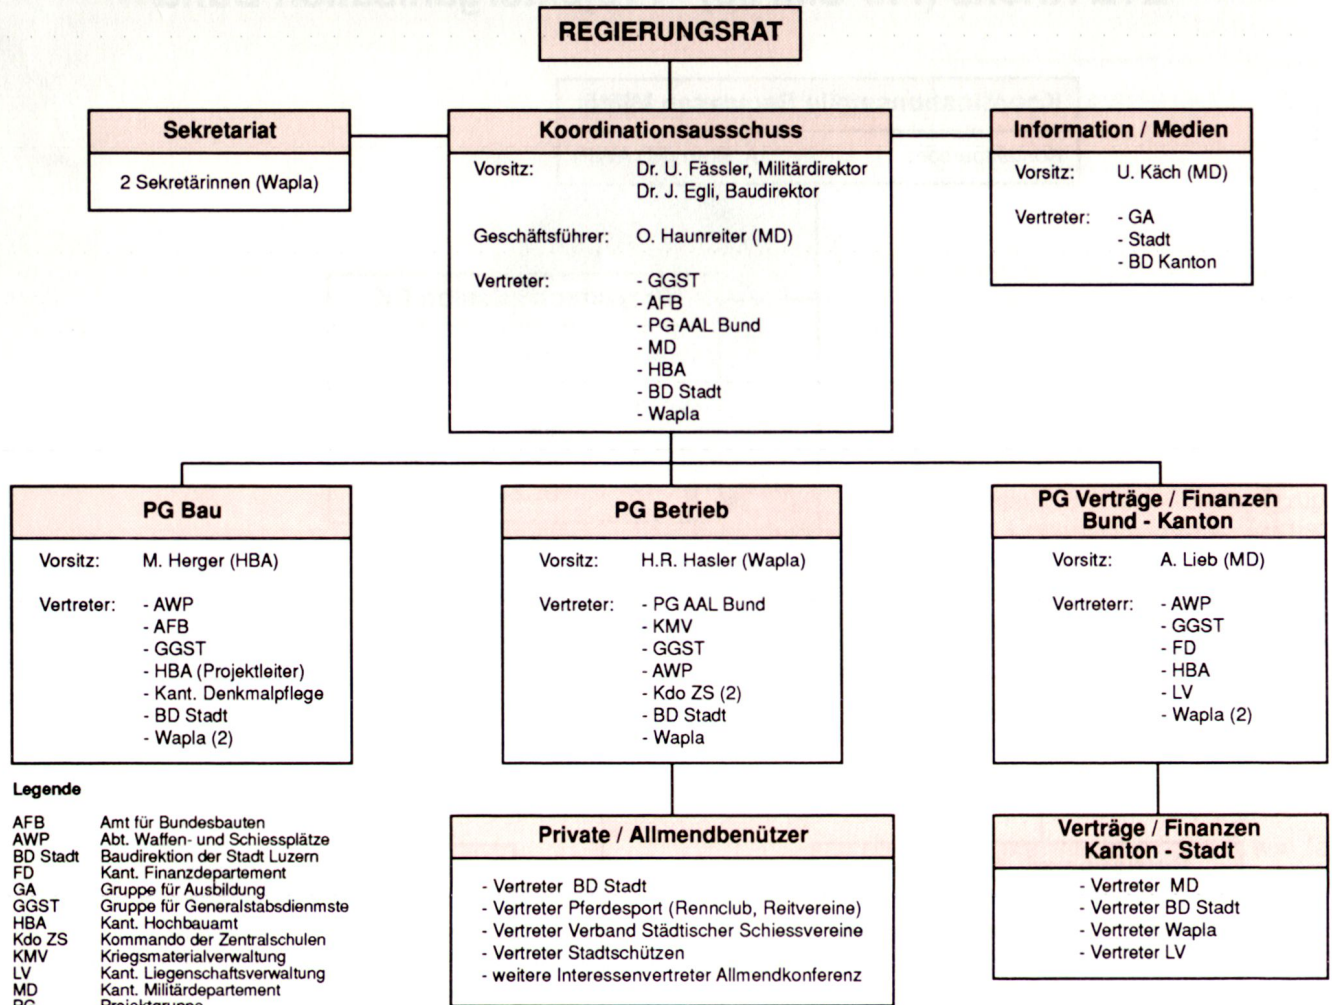 REGIERUNGSRAT
Sekretariat
2 Sekretärinnen (Wapla)
Koordinationsausschuss
Vorsitz: Dr. U. Fässler, Militärdirektor
Dr. J. Egli, Baudirektor
Geschäftsführer: O. Haunreiter (MD)
Vertreter: - GGST
- AFB
- PG AAL Bund
- MD
- HBA
- BD Stadt
- Wapla
Information / Medien
Vorsitz: U. Käch (MD)
Vertreter: - GA
- Stadt
- BD Kanton
PG Bau
Vorsitz: M. Herger (HBA)
Vertreter: - AWP
- AFB
- GGST
- HBA (Projektleiter)
- Kant. Denkmalpflege
- BD Stadt
- Wapla (2)
PG Betrieb
Vorsitz: H.R. Hasler (Wapla)
Vertreter: - PG AAL Bund
- KMV
- GGST
- AWP
- Kdo ZS (2)
- BD Stadt
- Wapla
PG Verträge / Finanzen
Bund - Kanton
Vorsitz: A. Lieb (MD)
Vertreterr: - AWP
- GGST
- FD
- HBA
- LV
- Wapla (2)
Legende
AFB Amt für Bundesbauten
AWP Abt. Waffen- und Schiessplätze
BD Stadt Baudirektion der Stadt Luzern
FD Kant. Finanzdepartement
GA Gruppe für Ausbildung
GGST Gruppe für Generalstabsdienmste
HBA Kant. Hochbauamt
Kdo ZS Kommando der Zentralschulen
KMV Kriegsmaterialverwaltung
LV Kant. Liegenschaftsverwaltung
MD Kant. Militärdepartement
PG Projektgruppe
Private / Allmendbenützer
- Vertreter BD Stadt
- Vertreter Pferdesport (Rennclub, Reitvereine)
- Vertreter Verband Städtischer Schiessvereine
- Vertreter Stadtschützen
- weitere Interessenvertreter Allmendkonferenz
Verträge / Finanzen
Kanton - Stadt
- Vertreter MD
- Vertreter BD Stadt
- Vertreter Wapla
- Vertreter LV